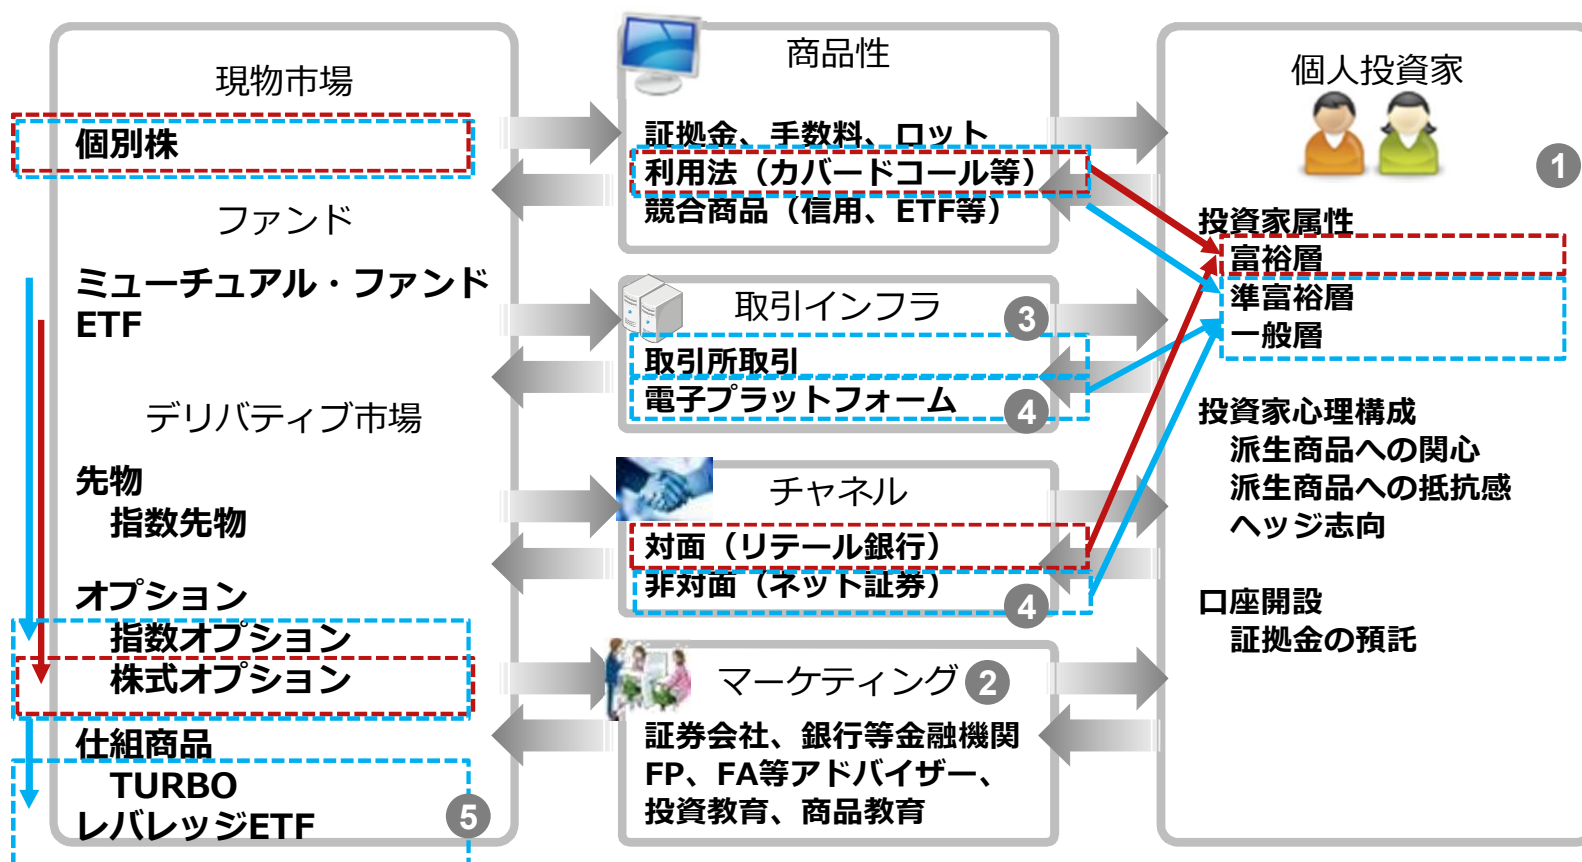 現物市場
個別株
ファンド
ミューチュアル・ファンド
ETF
デリバティブ市場
先物
指数先物
オプション
指数オプション
株式オプション
仕組商品
TURBO
レバレッジETF
5
商品性
証拠金、手数料、ロット
利用法（カバードコール等）
競合商品（信用、ETF等）
取引インフラ
3
取引所取引
電子プラットフォーム
4
チャネル
対面（リテール銀行）
非対面（ネット証券）
4
マーケティング
2
証券会社、銀行等金融機関
FP、FA等アドバイザー、
投資教育、商品教育
個人投資家
1
投資家属性
富裕層
準富裕層
一般層
投資家心理構成
派生商品への関心
派生商品への抵抗感
ヘッジ志向
口座開設
証拠金の預託